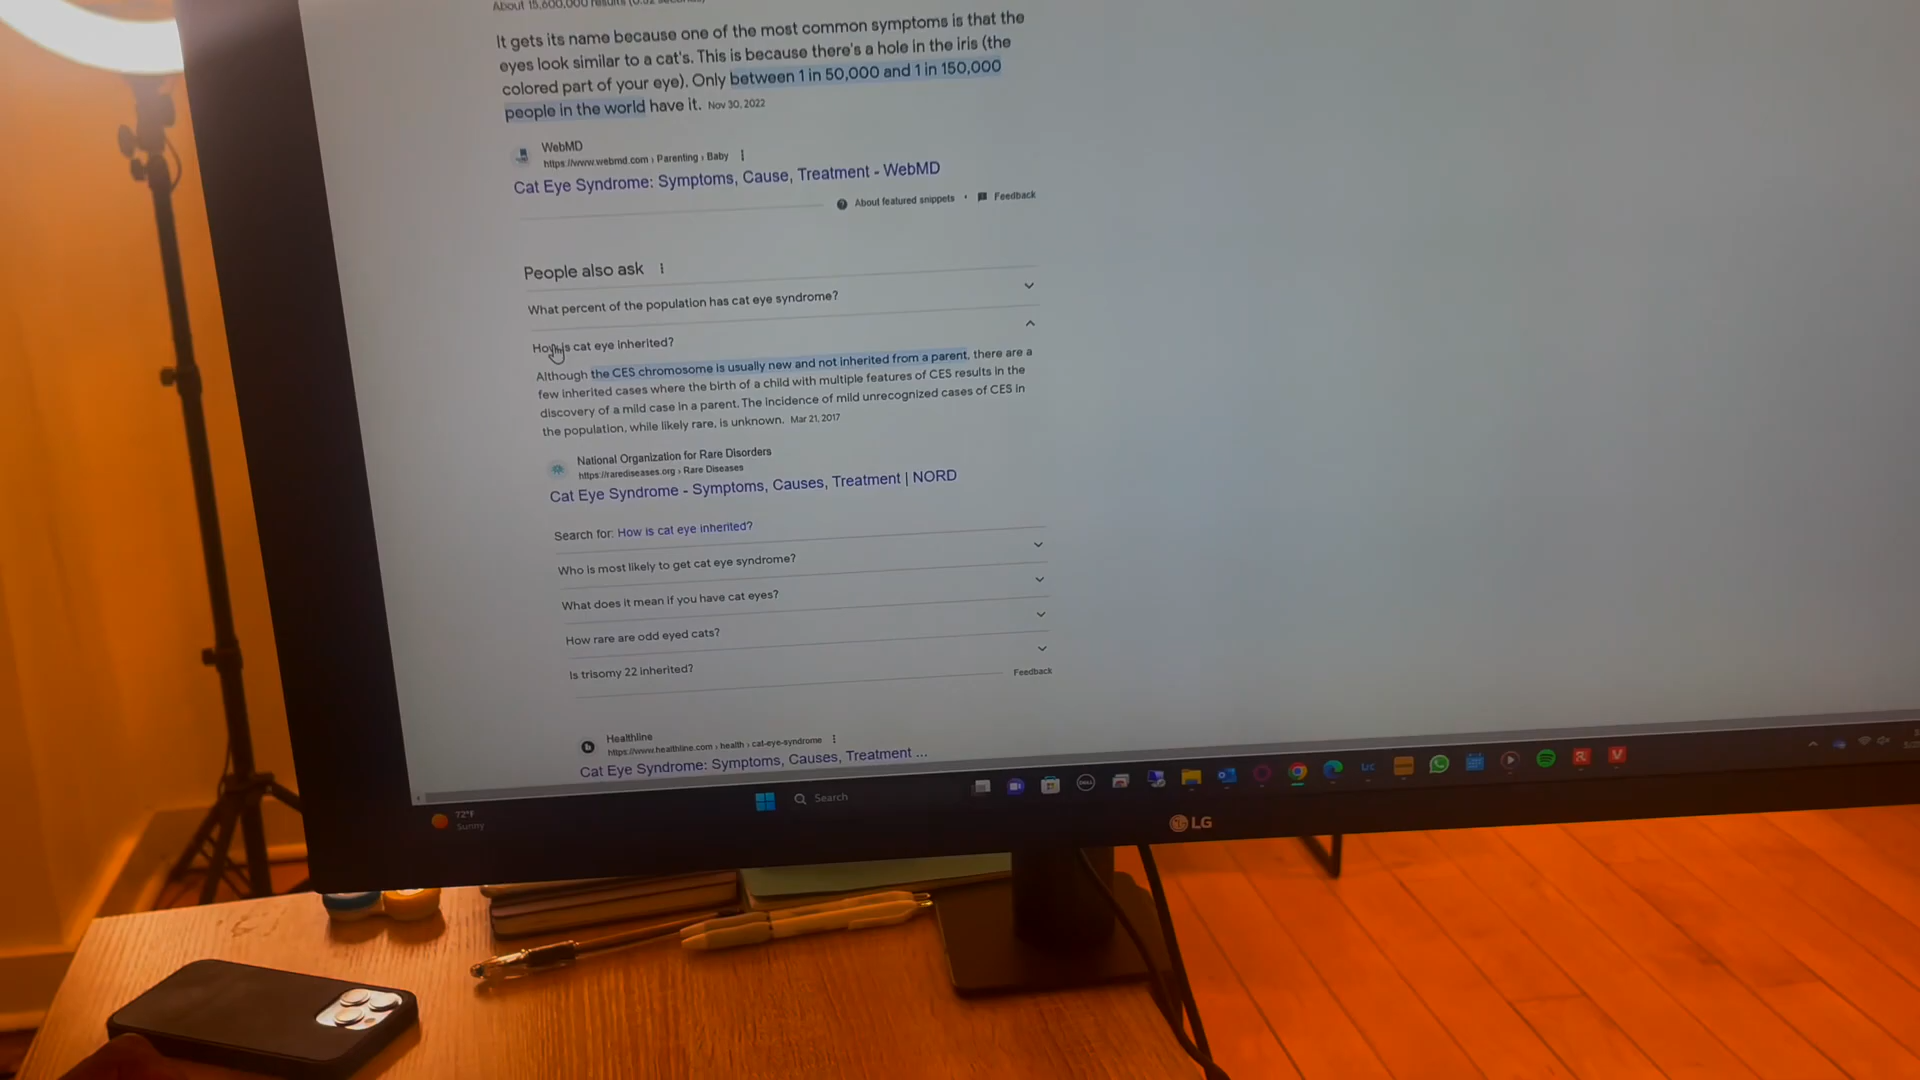 About 15,600,000 results (0.52 seconds)
It gets its name because one of the most common symptoms is that the
eyes look similar to a cat's. This is because there's a hole in the iris (the
colored part of your eye). Only between 1 in 50,000 and 1 in 150,000
people in the world have it. Nov 30, 2022
WebMD
https://www.webmd.com › Parenting › Baby
Cat Eye Syndrome: Symptoms, Cause, Treatment - WebMD
About featured snippets • Feedback
People also ask
What percent of the population has cat eye syndrome?
How is cat eye inherited?
Although the CES chromosome is usually new and not inherited from a parent, there are a
few inherited cases where the birth of a child with multiple features of CES results in the
discovery of a mild case in a parent. The incidence of mild unrecognized cases of CES in
the population, while likely rare, is unknown. Mar 21, 2017
National Organization for Rare Disorders
https://rarediseases.org › Rare Diseases
Cat Eye Syndrome - Symptoms, Causes, Treatment | NORD
Search for: How is cat eye inherited?
Who is most likely to get cat eye syndrome?
What does it mean if you have cat eyes?
How rare are odd eyed cats?
Is trisomy 22 inherited?
Feedback
Healthline
https://www.healthline.com › health › cat-eye-syndrome
Cat Eye Syndrome: Symptoms, Causes, Treatment ...
72°F
Sunny
Search
LG